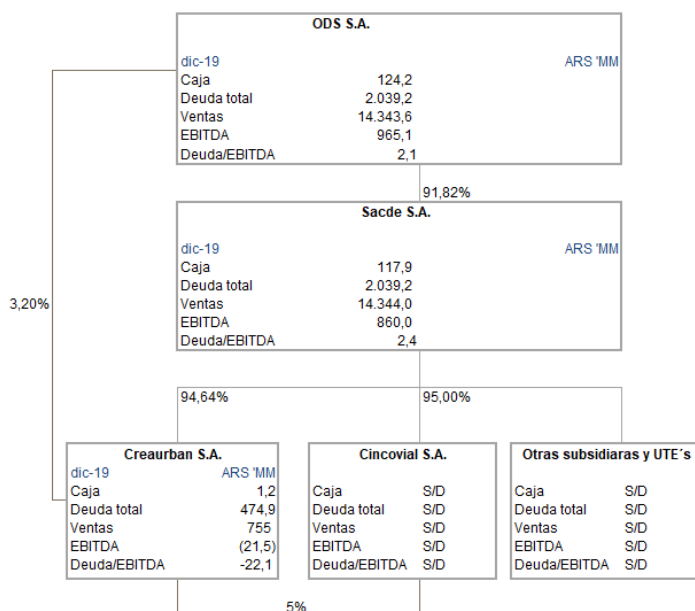 ODS S.A.
dic-19 ARS 'MM
Caja 124,2
Deuda total 2.039,2
Ventas 14.343,6
EBITDA 965,1
Deuda/EBITDA 2,1
91,82%
Sacde S.A.
dic-19 ARS 'MM
Caja 117,9
Deuda total 2.039,2
Ventas 14.344,0
EBITDA 860,0
Deuda/EBITDA 2,4
3,20%
94,64% 95,00%
Creaurban S.A.
dic-19 ARS 'MM
Caja 1,2
Deuda total 474,9
Ventas 755
EBITDA (21,5)
Deuda/EBITDA -22,1
Cincovial S.A.
Caja S/D
Deuda total S/D
Ventas S/D
EBITDA S/D
Deuda/EBITDA S/D
Otras subsidiaras y UTE´s
Caja S/D
Deuda total S/D
Ventas S/D
EBITDA S/D
Deuda/EBITDA S/D
5%